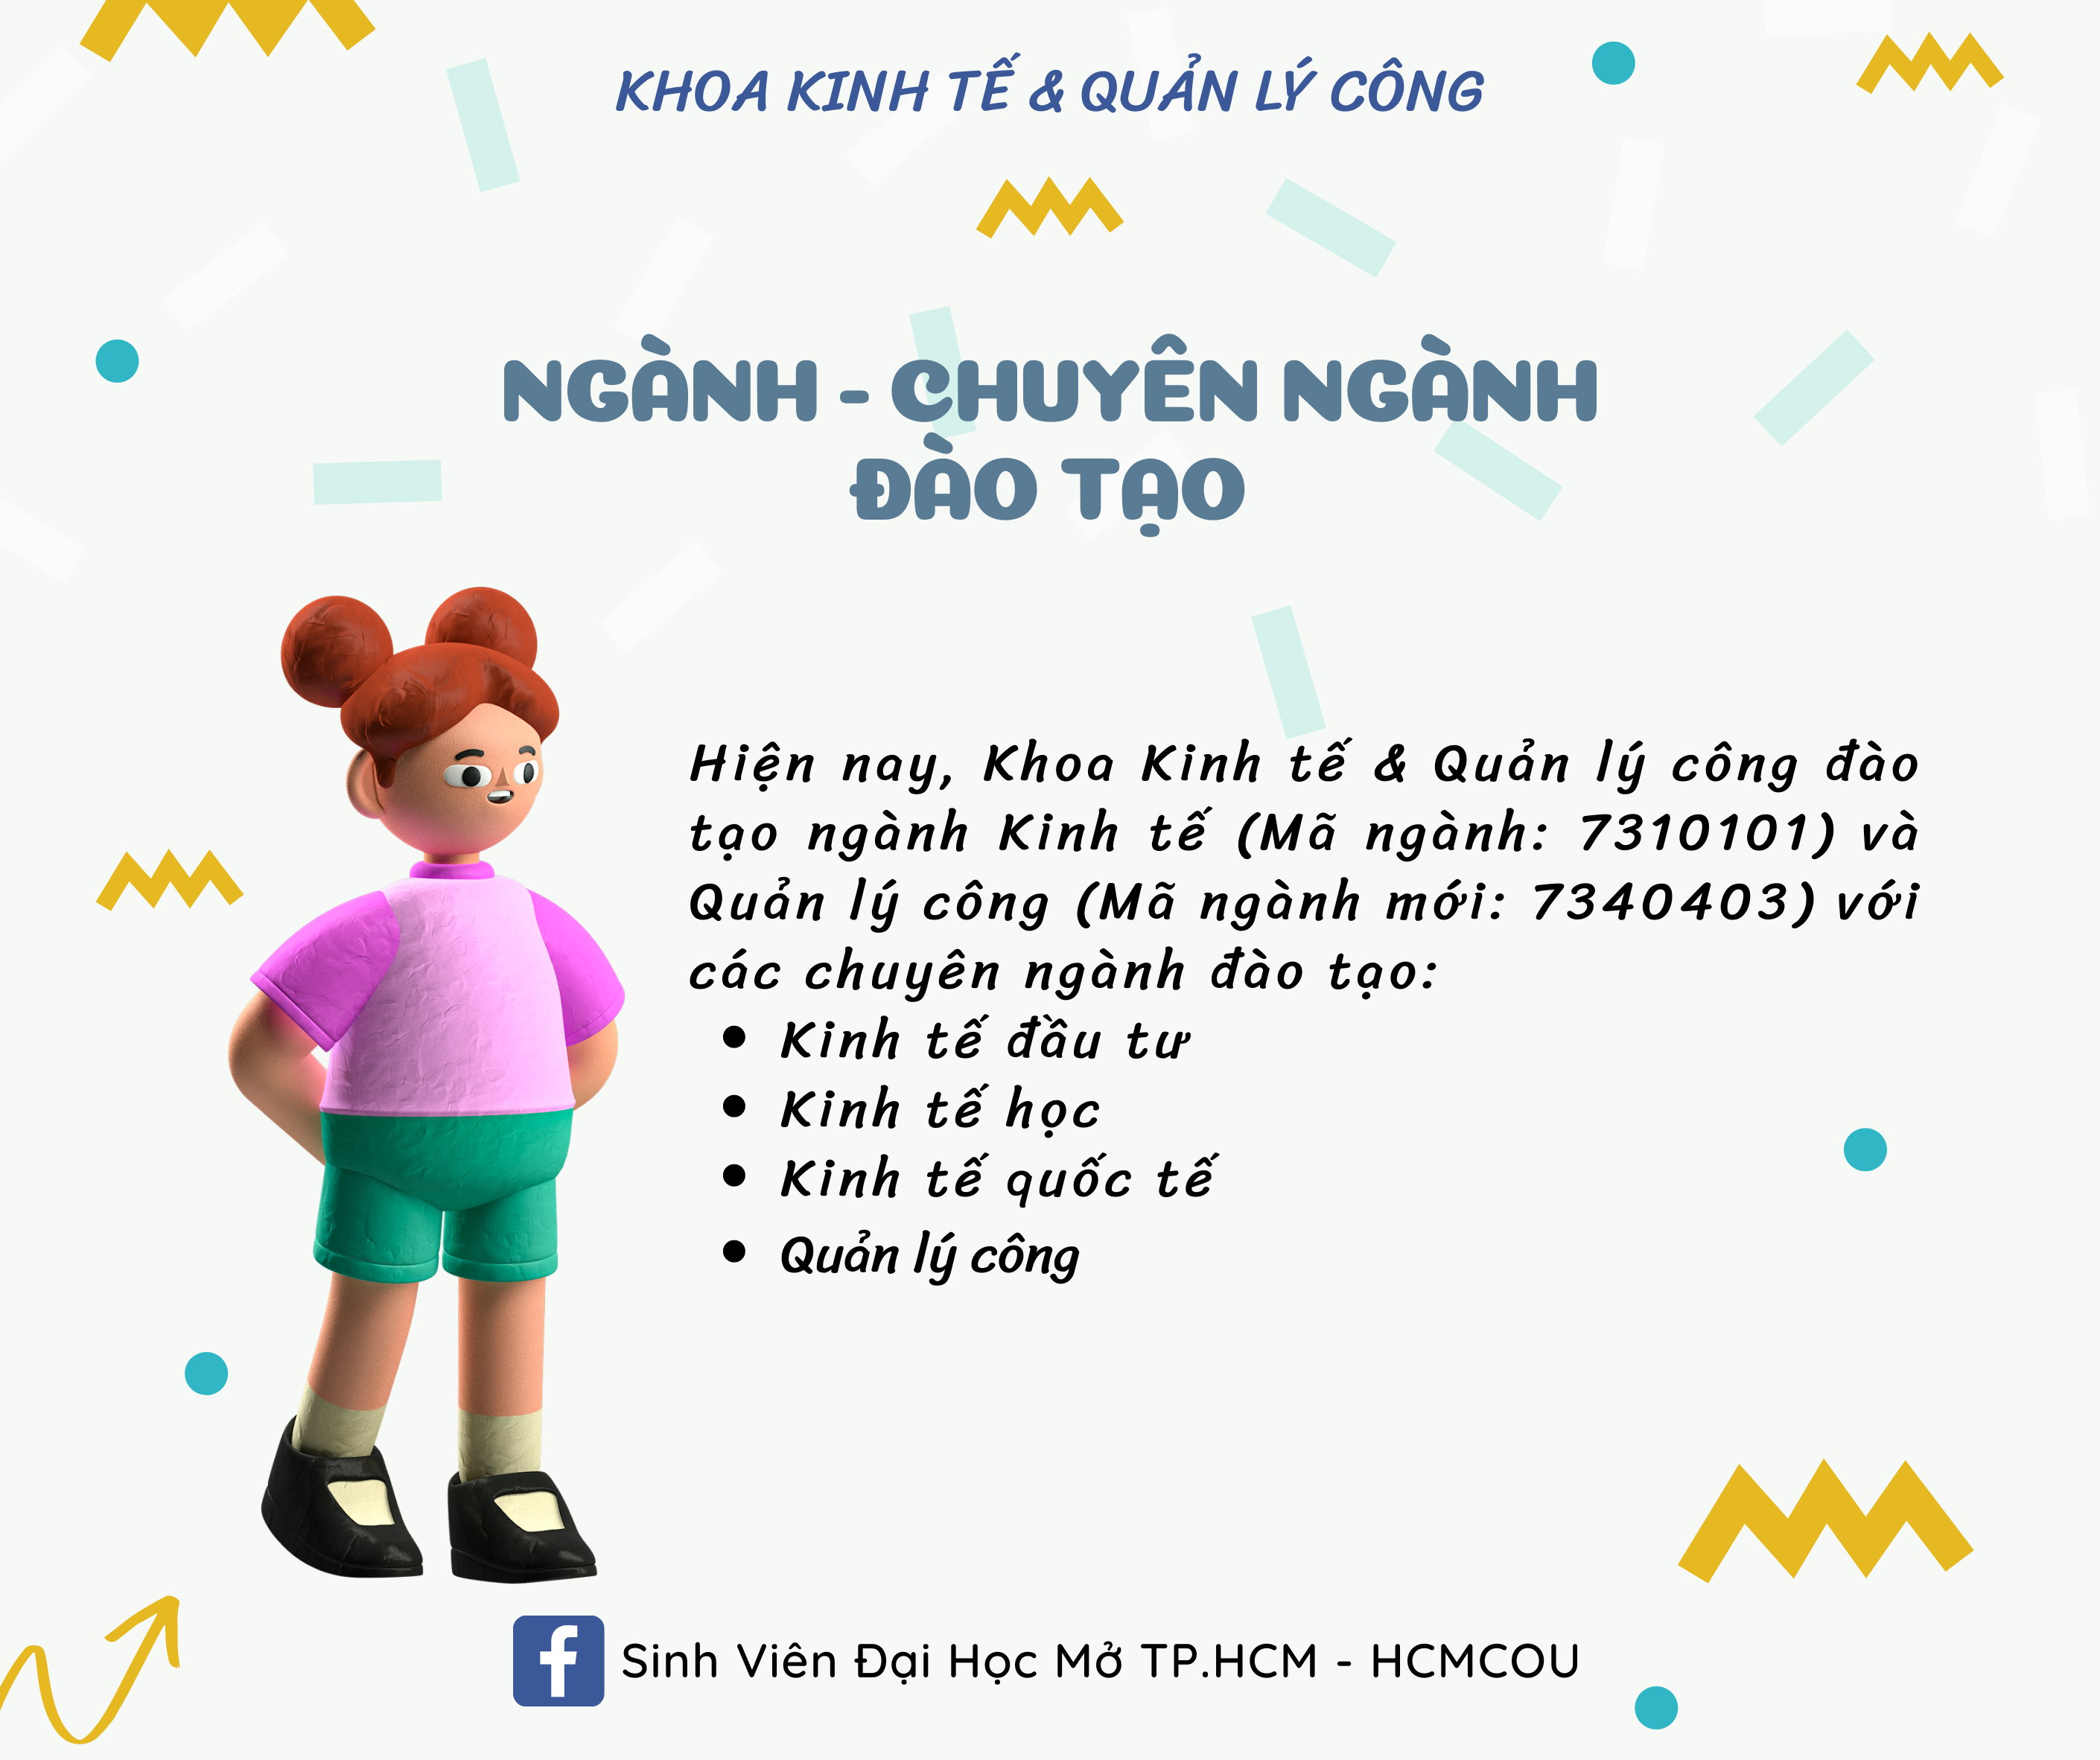 KHOA KINH TẾ & QUẢN LÝ CÔNG
NGÀNH - CHUYÊN NGÀNH
ĐÀO TẠO
Hiện nay, Khoa Kinh tế & Quản lý công đào
tạo ngành Kinh tế (Mã ngành: 7310101) và
Quản lý công (Mã ngành mới: 7340403) với
các chuyên ngành đào tạo:
• Kinh tế đầu tư
• Kinh tế học
• Kinh tế quốc tế
• Quản lý công
Sinh Viên Đại Học Mở TP.HCM - HCMCOU